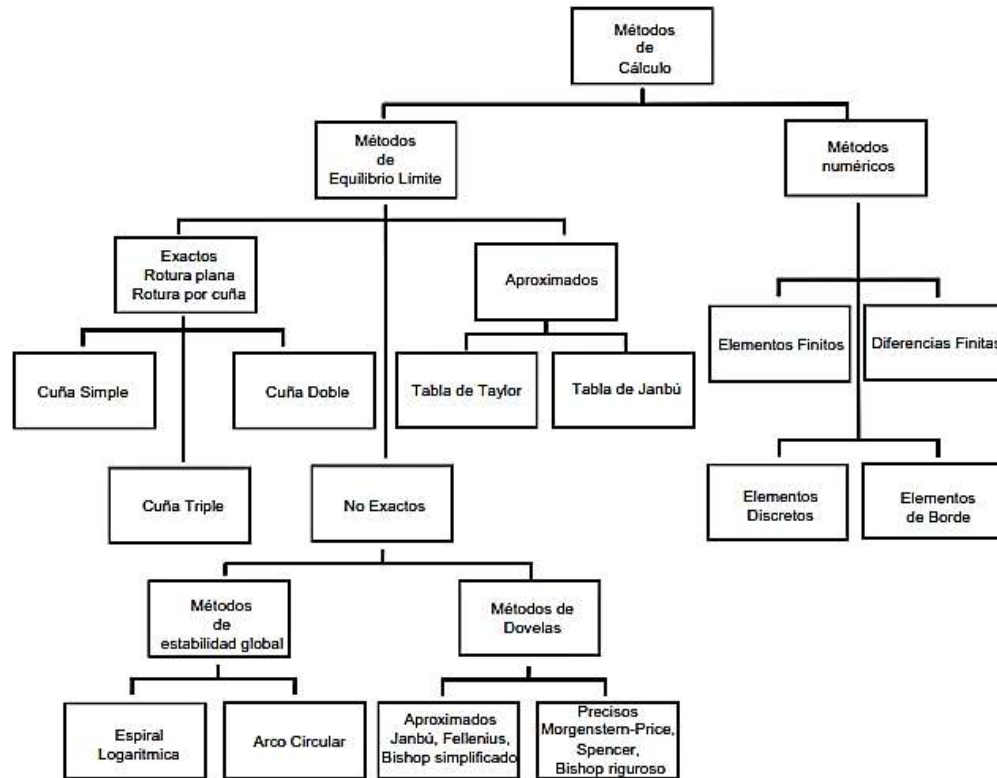 Métodos
de
Cálculo
Métodos
de
Equilibrio Limite
Métodos
numéricos
Exactos
Rotura plana
Rotura por cuña
Aproximados
Elementos Finitos
Diferencias Finitas
Cuña Simple
Cuña Doble
Tabla de Taylor
Tabla de Janbú
Cuña Triple
No Exactos
Elementos
Discretos
Elementos
de Borde
Métodos
de
estabilidad global
Métodos de
Dovelas
Espiral
Logaritmica
Arco Circular
Aproximados
Janbú, Fellenius,
Bishop simplificado
Precisos
Morgenstern-Price,
Spencer,
Bishop riguroso